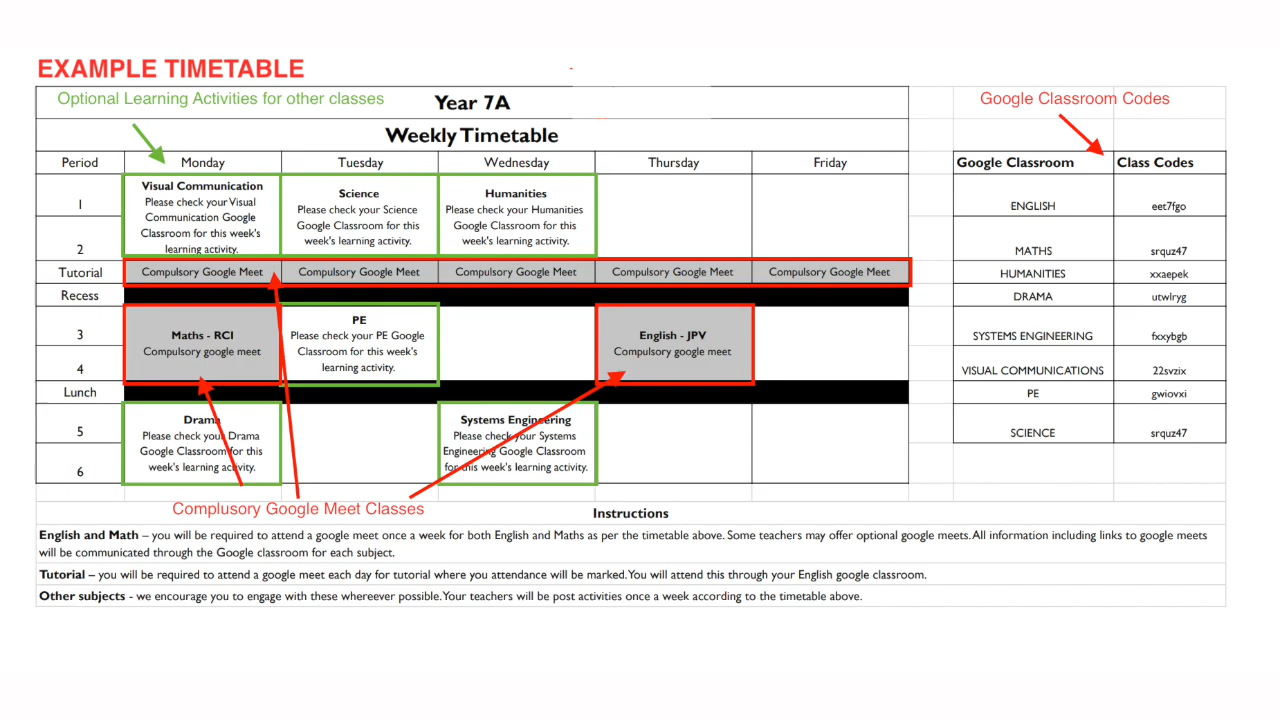 EXAMPLE TIMETABLE
Optional Learning Activities for other classes
Year 7A
Google Classroom Codes
Weekly Timetable
Period Monday Tuesday Wednesday Thursday Friday
Google Classroom Class Codes
1
Visual Communication
Please check your Visual
Communication Google
Classroom for this week's
learning activity.
Science
Please check your Science
Google Classroom for this
week's learning activity.
Humanities
Please check your Humanities
Google Classroom for this
week's learning activity.
ENGLISH eet7fgo
2
MATHS srquz47
Tutorial Compulsory Google Meet Compulsory Google Meet Compulsory Google Meet Compulsory Google Meet Compulsory Google Meet
HUMANITIES xxaepek
Recess
DRAMA utwlryg
3
Maths - RCI
Compulsory google meet
PE
Please check your PE Google
Classroom for this week's
learning activity.
English - JPV
Compulsory google meet
SYSTEMS ENGINEERING fxxybgb
4
VISUAL COMMUNICATIONS 22svzix
Lunch
PE gwiovxi
5
Drama
Please check your Drama
Google Classroom for this
week's learning activity.
Systems Engineering
Please check your Systems
Engineering Google Classroom
for this week's learning activity.
SCIENCE srquz47
6
Complusory Google Meet Classes
Instructions
English and Math – you will be required to attend a google meet once a week for both English and Maths as per the timetable above. Some teachers may offer optional google meets. All information including links to google meets
will be communicated through the Google classroom for each subject.
Tutorial – you will be required to attend a google meet each day for tutorial where you attendance will be marked. You will attend this through your English google classroom.
Other subjects - we encourage you to engage with these whereever possible. Your teachers will be post activities once a week according to the timetable above.